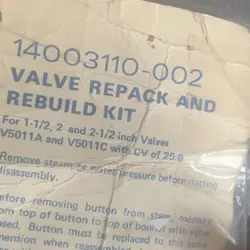 14003110-002
VALVE REPACK AND
REBUILD KIT
For 1-1/2, 2 and 2-1/2 inch Valves
V5011A and V5011C with CV of 25.0
Remove steam or water pressure before starting
disassembly.
Before removing button from stem, measure
from top of button to top of bonnet with valve
closed. Button must be replaced to this same
dimension when reassembled